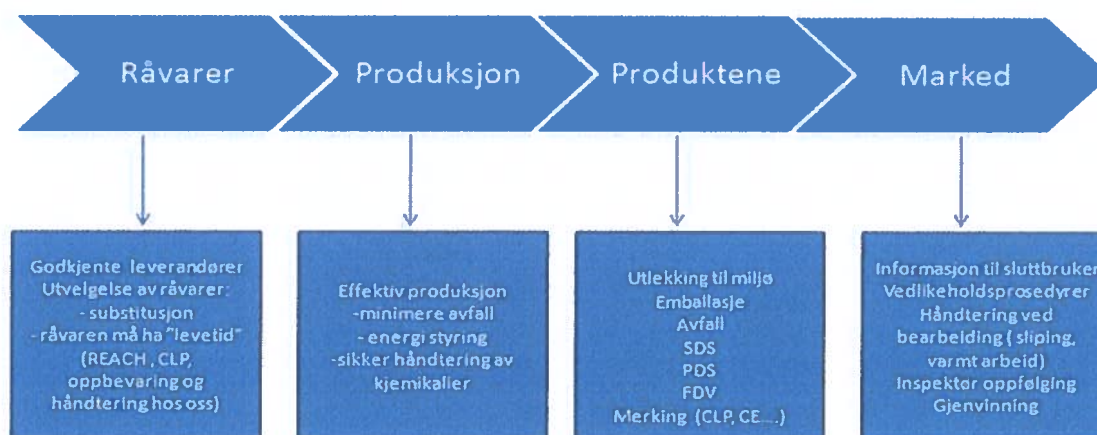 Råvarer
Produksjon
Produktene
Marked
Godkjente leverandører
Utvelgelse av råvarer:
- substitusjon
- råvaren må ha "levetid"
(REACH, CLP,
oppbevaring og
håndtering hos oss)
Effektiv produksjon
-minimere avfall
- energi styring
-sikker håndtering av
kjemikalier
Utlekking til miljø
Emballasje
Avfall
SDS
PDS
FDV
Merking (CLP, CE....)
Informasjon til sluttbruker
Vedlikeholdsprosedyrer
Håndtering ved
bearbeiding ( sliping,
varmt arbeid)
Inspektør oppfølging
Gjenvinning